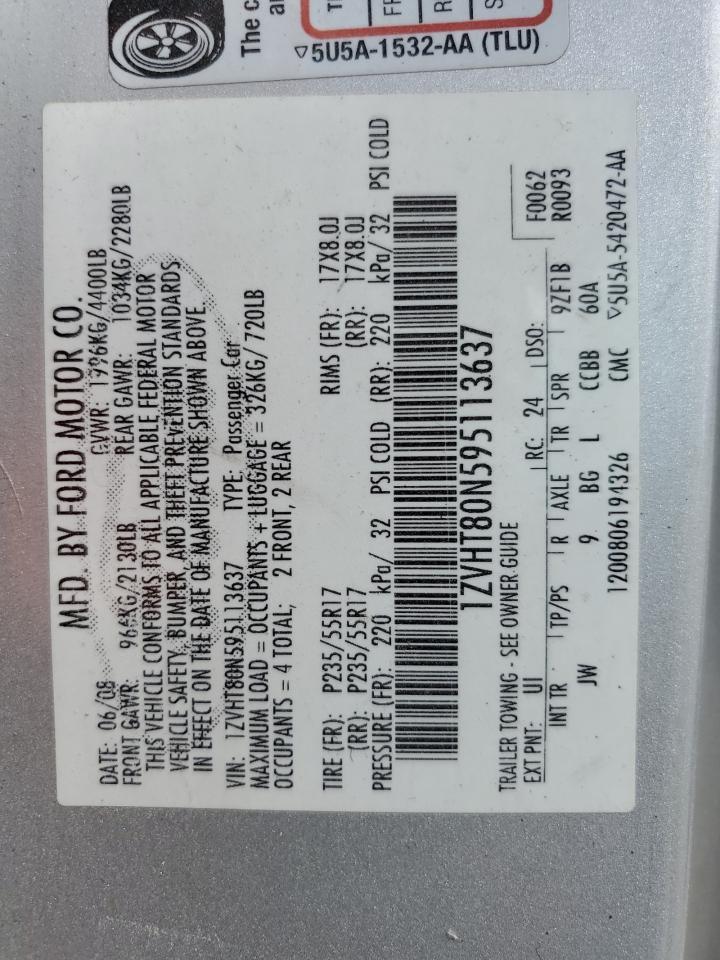 The c
5U5A-1532-AA (TLU)
MFD. BY FORD MOTOR CO.
DATE: 06/08 GVWR: 1996KG/4400LB
FRONT GAWR: 966KG/2130LB REAR GAWR: 1034KG/2280LB
THIS VEHICLE CONFORMS TO ALL APPLICABLE FEDERAL MOTOR
VEHICLE SAFETY, BUMPER, AND THEFT PREVENTION STANDARDS
IN EFFECT ON THE DATE OF MANUFACTURE SHOWN ABOVE.
VIN: 1ZVHT80N595113637 TYPE: Passenger Car
MAXIMUM LOAD = OCCUPANTS + LUGGAGE = 326KG/ 720LB
OCCUPANTS = 4 TOTAL; 2 FRONT, 2 REAR
TIRE (FR): P235/55R17 RIMS (FR): 17X8.0J
(RR): P235/55R17 (RR): 17X8.0J
PRESSURE (FR): 220 kPa/ 32 PSI COLD (RR): 220 kPa/ 32 PSI COLD
1ZVHT80N595113637
F0062
R0093
TRAILER TOWING - SEE OWNER GUIDE
EXT PNT: UI RC: 24 DSO:
INT TR TP/PS R AXLE TR SPR 9ZF1B
JW 9 BG L CCBB 60A
1200806194326 CMC 5U5A-5420472-AA